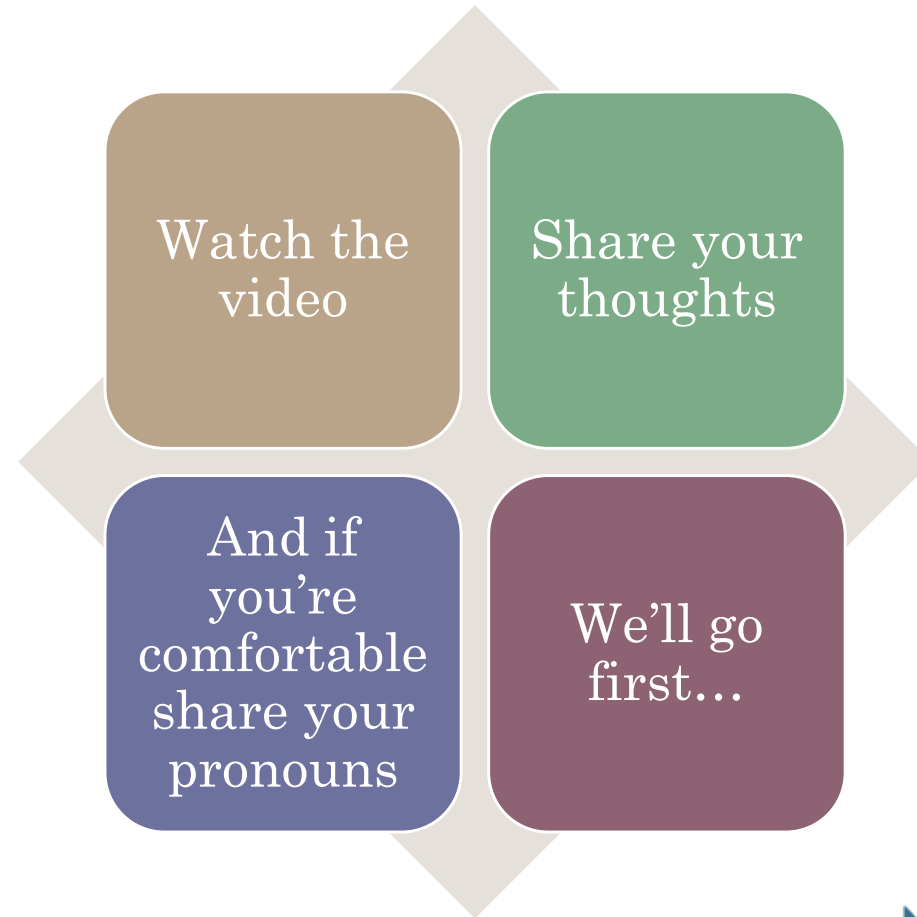 Watch the
video
Share your
thoughts
And if
you’re
comfortable
share your
pronouns
We’ll go
first…